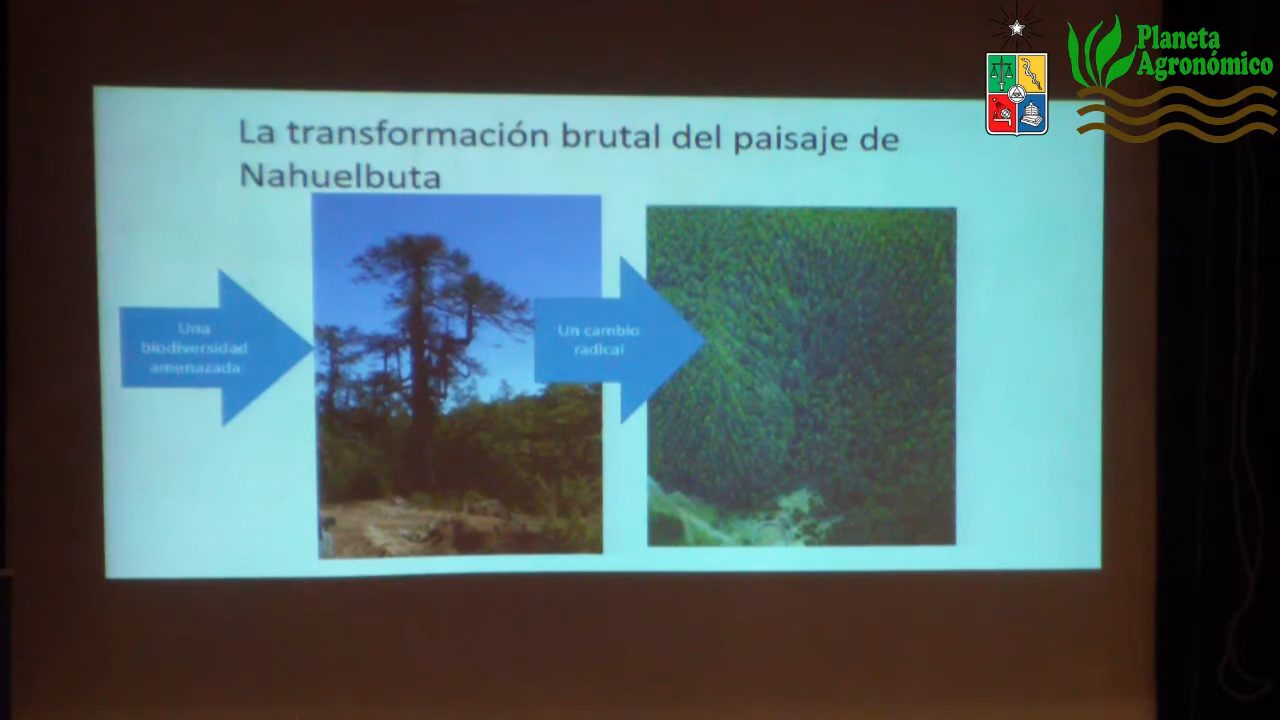 Planeta
Agronómico
La transformación brutal del paisaje de
Nahuelbuta
Una
biodiversidad
amenazada
Un cambio
radical